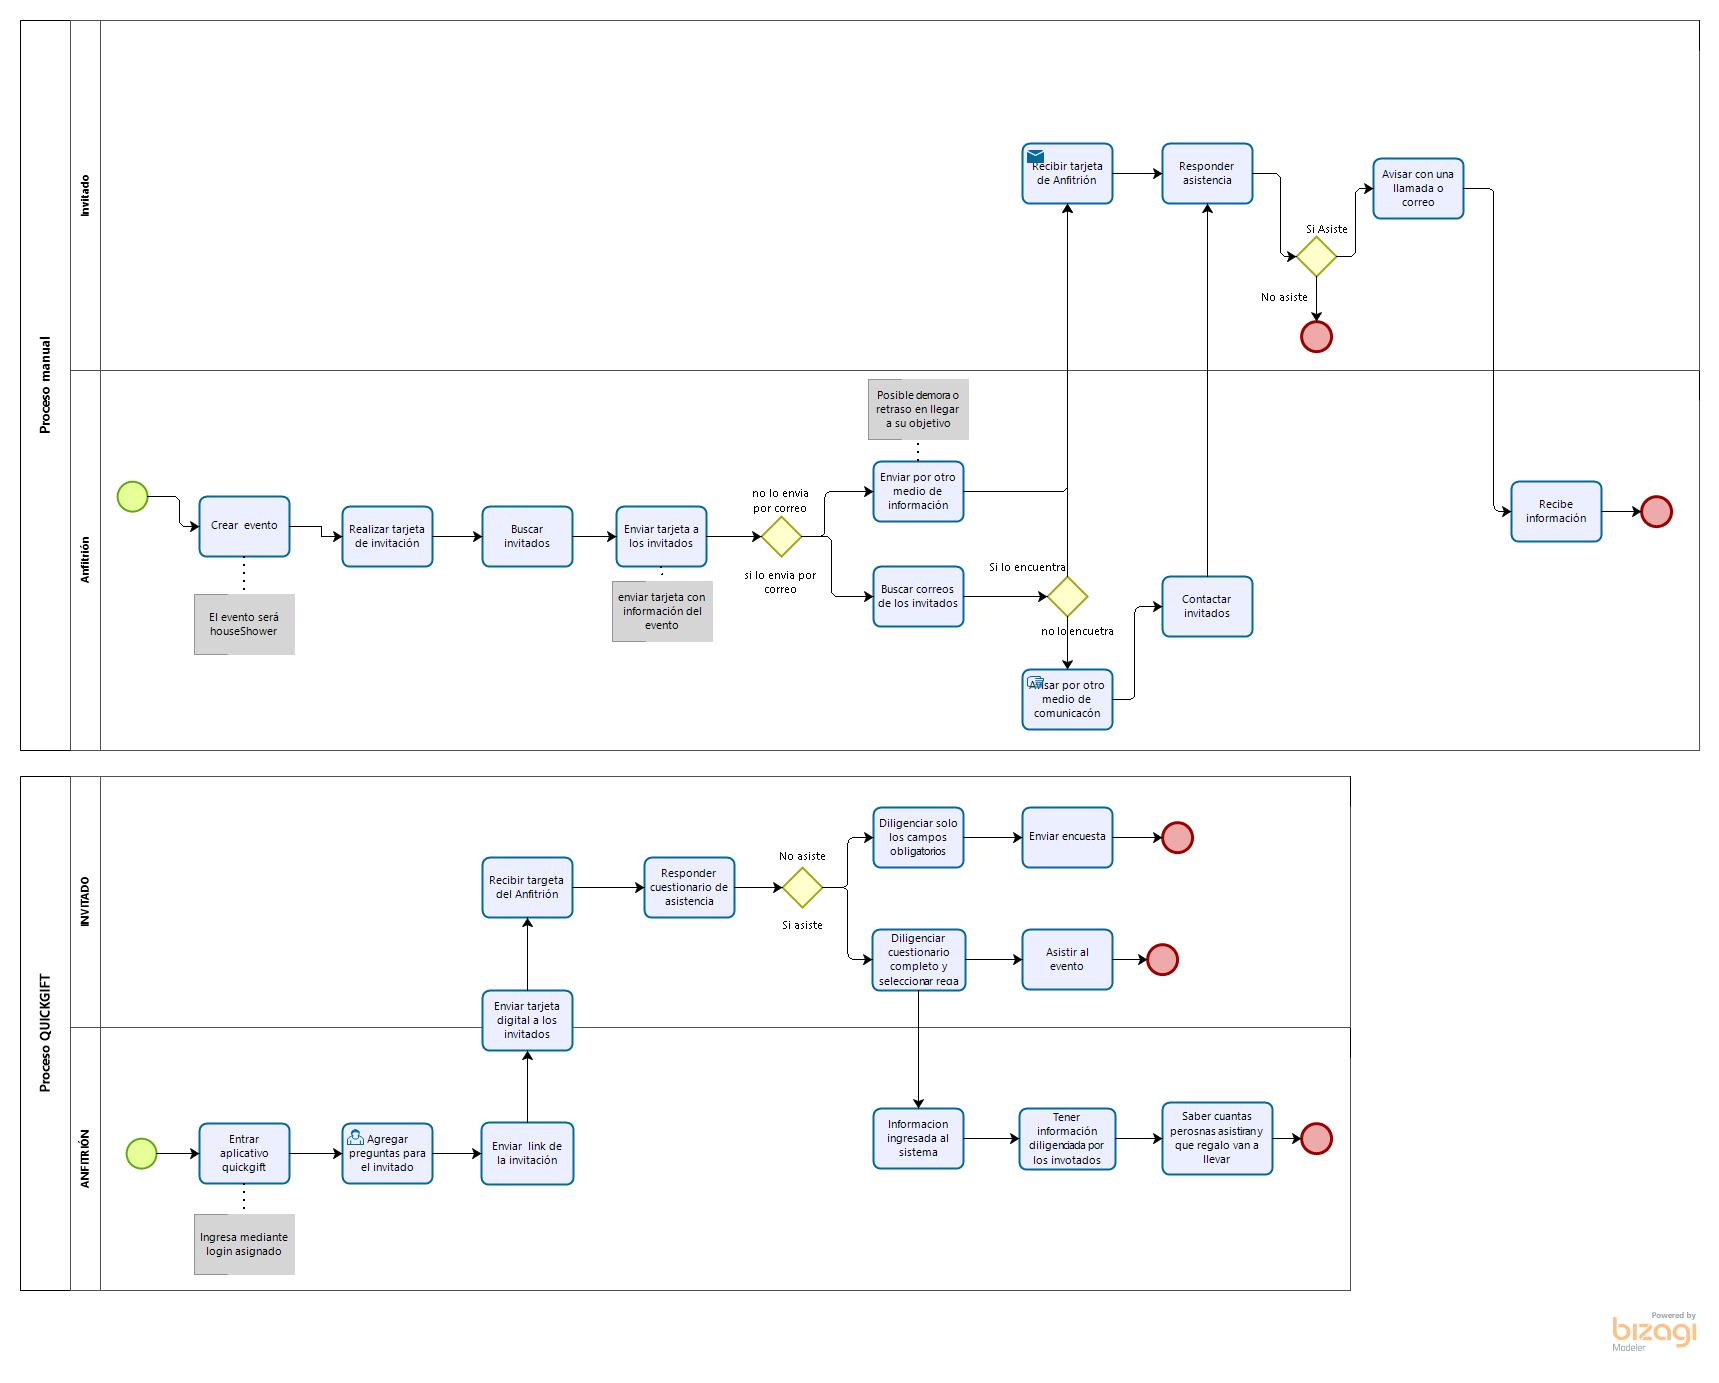 Proceso manual
Invitado
Recibir tarjeta
de Anfitrión
Responder
asistencia
Avisar con una
llamada o
correo
Si Asiste
No asiste
Anfitrión
Posible demora o
retraso en llegar
a su objetivo
Enviar por otro
medio de
información
no lo envia
por correo
Crear  evento
Realizar tarjeta
de invitación
Buscar
invitados
Enviar tarjeta a
los invitados
Recibe
información
si lo envia por
correo
Si lo encuentra
Buscar correos
de los invitados
Contactar
invitados
El evento será
houseShower
enviar tarjeta con
información del
evento
no lo encuetra
Avisar por otro
medio de
comunicacón
Proceso QUICKGIFT
INVITADO
Diligenciar solo
los campos
obligatorios
Enviar encuesta
No asiste
Recibir targeta
del Anfitrión
Responder
cuestionario de
asistencia
Si asiste
Diligenciar
cuestionario
completo y
seleccionar rega
Asistir al
evento
Enviar tarjeta
digital a los
invitados
ANFITRIÓN
Entrar
aplicativo
quickgift
Agregar
preguntas para
el invitado
Enviar  link de
la invitación
Informacion
ingresada al
sistema
Tener
información
diligenciada por
los invotados
Saber cuantas
perosnas asistiran y
que regalo van a
llevar
Ingresa mediante
login asignado
Powered by
bizagi
Modeler